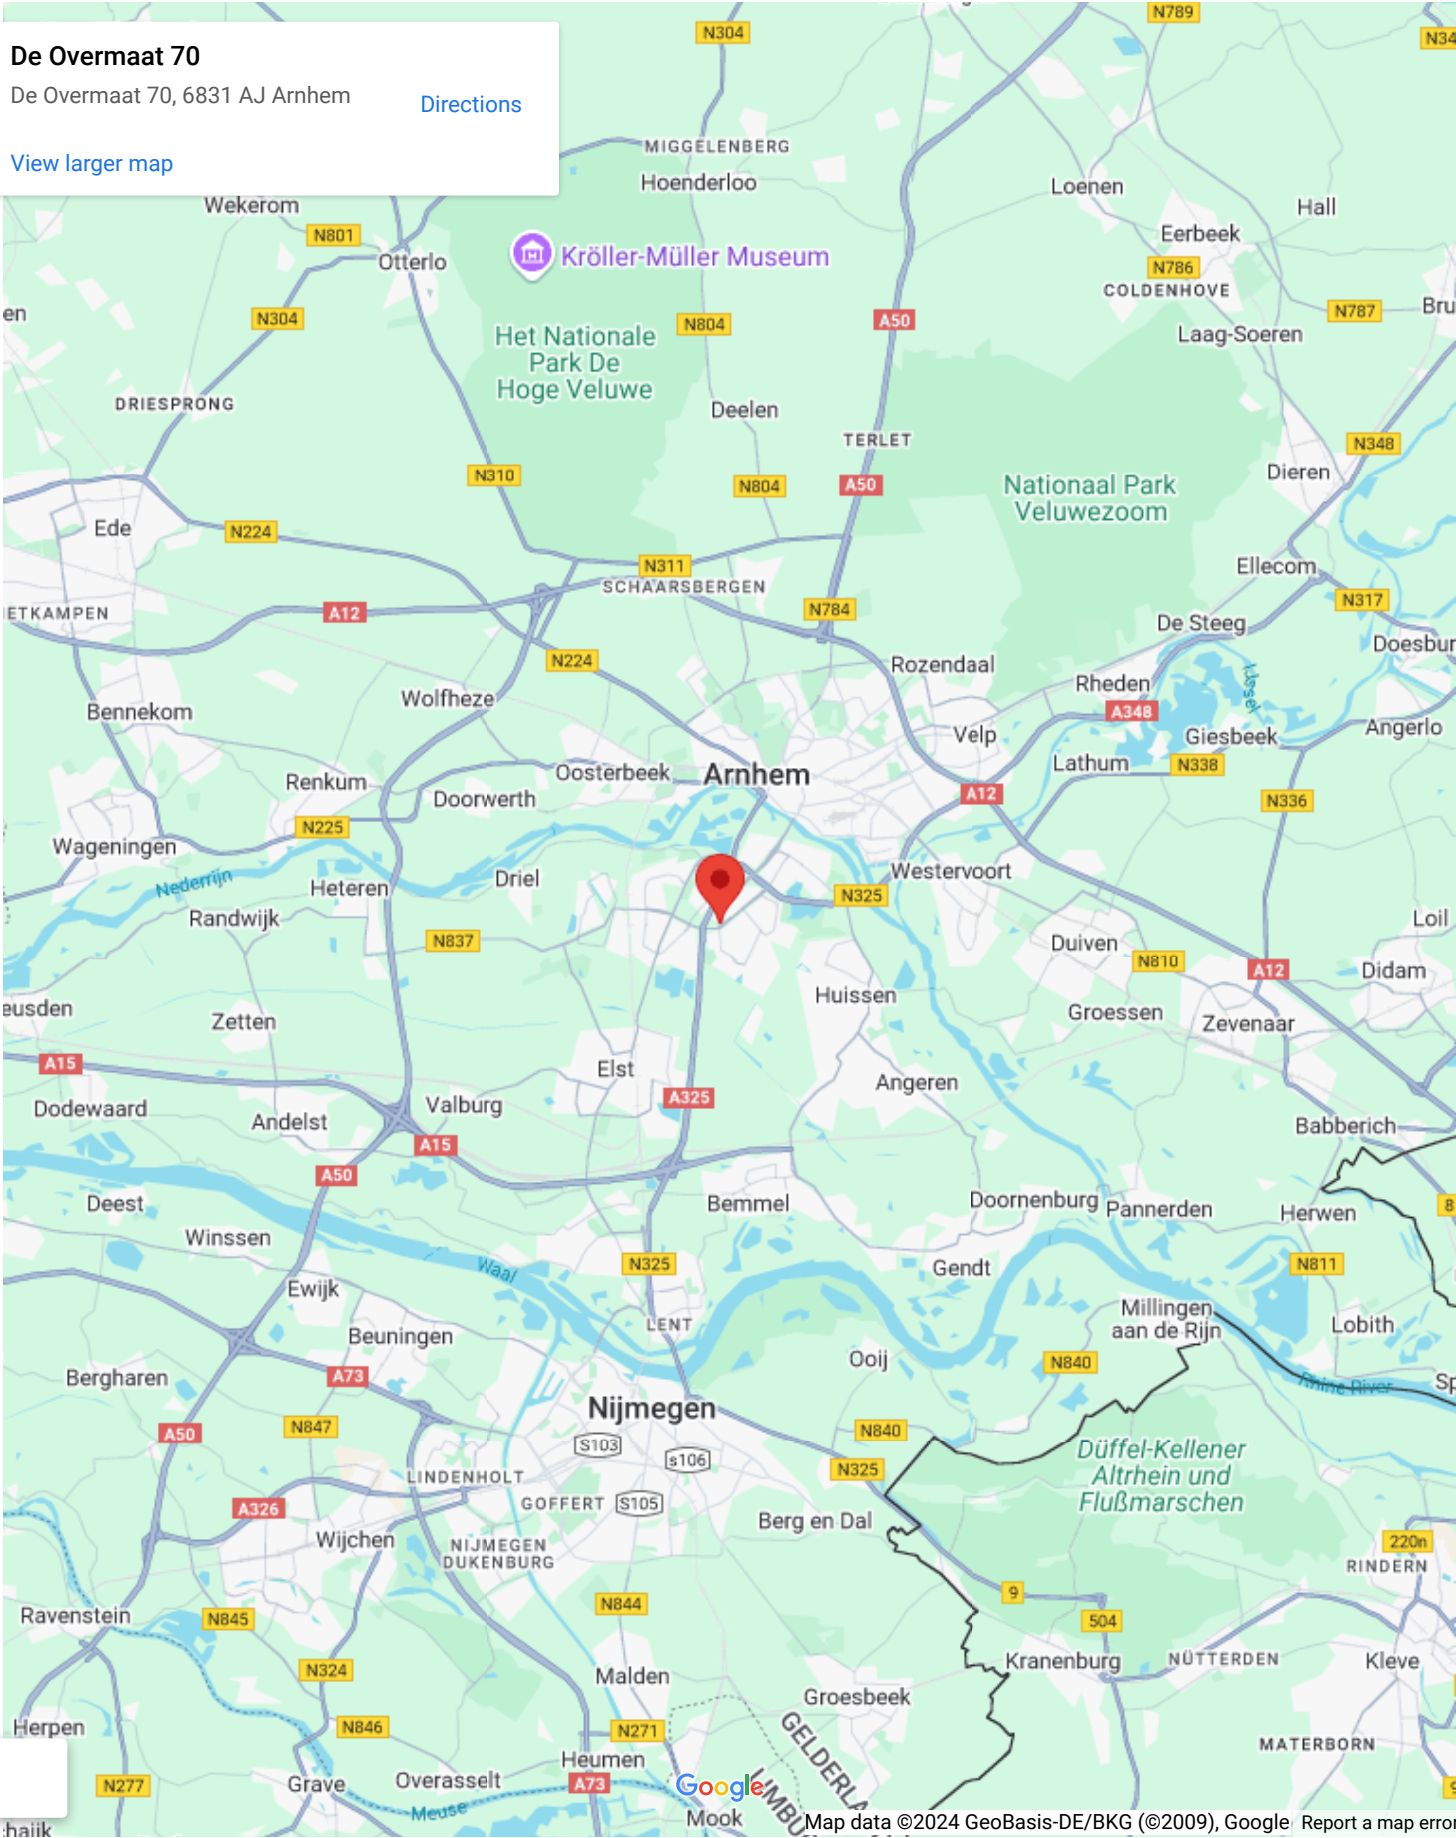 De Overmaat 70
De Overmaat 70, 6831 AJ Arnhem
Directions
View larger map
N304
N789
MIGGELENBERG
Hoenderloo
Loenen
Hall
Wekerom
N801
Otterlo
Kröller-Müller Museum
Eerbeek
N786
COLDENHOVE
N304
Het Nationale
Park De
Hoge Veluwe
N804
A50
N787
Laag-Soeren
DRIESPRONG
Deelen
TERLET
N348
N310
N804
A50
Nationaal Park
Veluwezoom
Dieren
Ede
N224
N311
SCHAARSBERGEN
Ellecom
A12
N784
N317
De Steeg
N224
Rozendaal
Wolfheze
Rheden
IJssel
Bennekom
A348
Velp
Giesbeek
Angerlo
Renkum
Oosterbeek
Arnhem
Lathum
N338
Doorwerth
A12
N336
N225
Wageningen
Nederrijn
Heteren
Driel
Westervoort
N325
Randwijk
N837
Duiven
N810
A12
Loil
Didam
Huissen
Groessen
Zevenaar
Zetten
A15
Elst
Angeren
A325
Dodewaard
Andelst
Valburg
A15
Babberich
A50
Deest
Bemmel
Doornenburg
Pannerden
Herwen
Winssen
Waal
N325
Gendt
N811
Ewijk
LENT
Millingen
aan de Rijn
Lobith
Beuningen
Ooij
N840
Bergharen
A73
Rhine River
Nijmegen
A50
N847
S103
s106
N840
N325
Düffel-Kellener
Altrhein und
Flußmarschen
LINDENHOLT
GOFFERT
S105
A326
Berg en Dal
Wijchen
NIJMEGEN
DUKENBURG
220n
RINDERN
Ravenstein
N845
N844
9
504
N324
Malden
Kranenburg
NÜTTERDEN
Kleve
Groesbeek
Herpen
N846
N271
MATERBORN
N277
Grave
Overasselt
Heumen
A73
Meuse
Google
Mook
Map data ©2024 GeoBasis-DE/BKG (©2009), Google
Report a map error